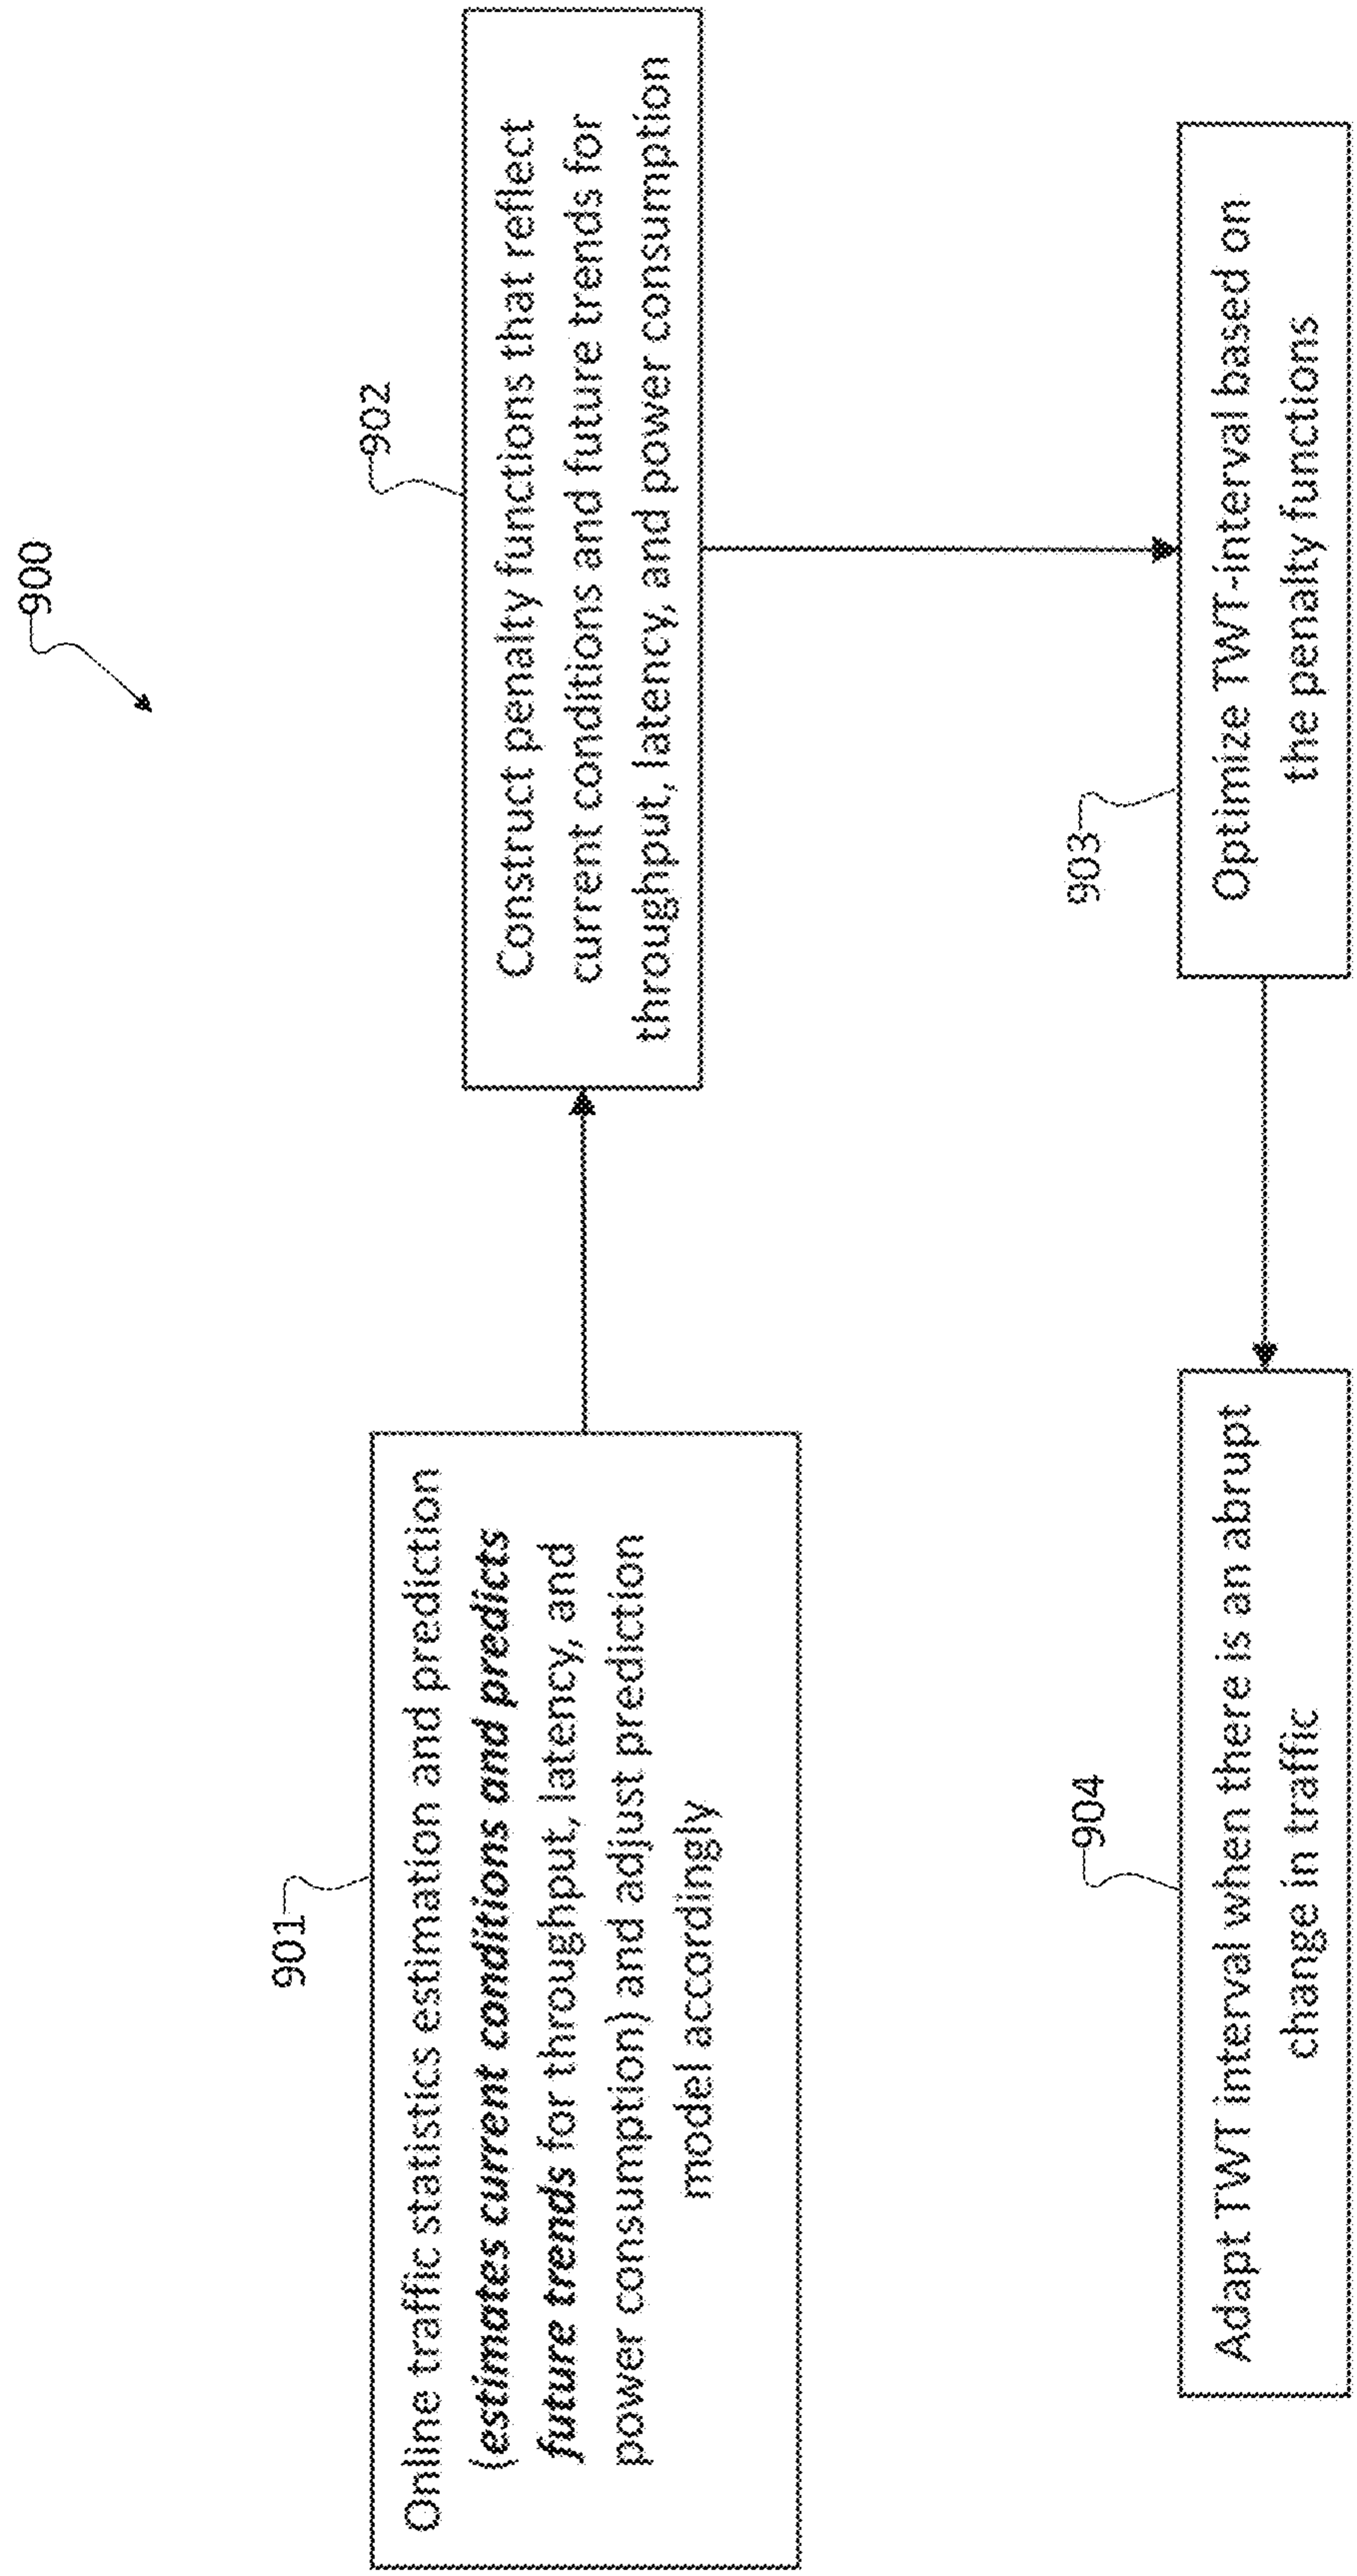 900
901
Online traffic statistics estimation and prediction
(estimates current conditions and predicts
future trends for throughput, latency, and
power consumption) and adjust prediction
model accordingly
902
Construct penalty functions that reflect
current conditions and future trends for
throughput, latency, and power consumption
903
Optimize TWT-interval based on
the penalty functions
904
Adapt TWT interval when there is an abrupt
change in traffic